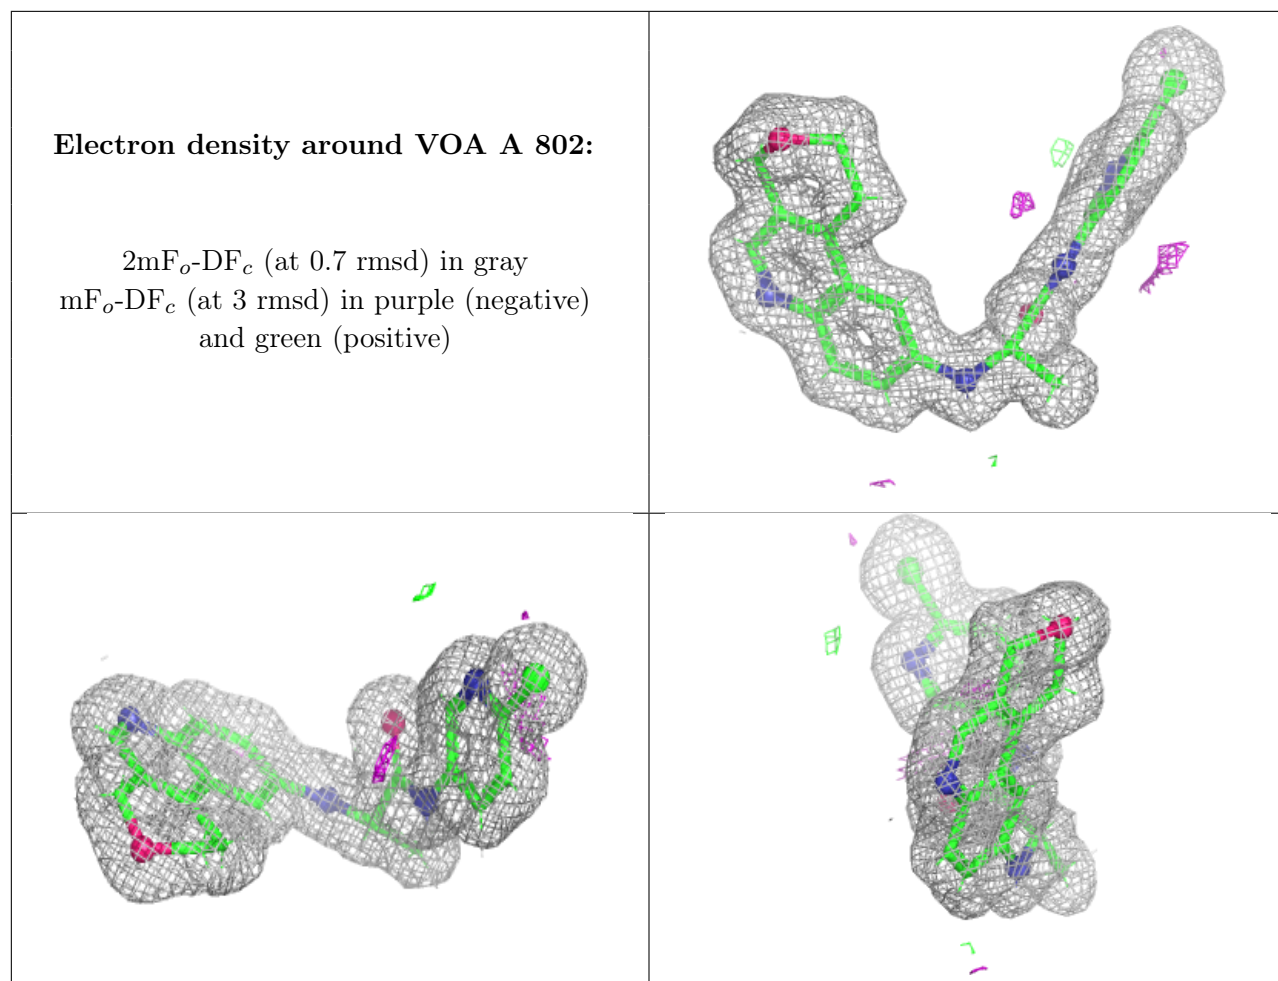 Electron density around VOA A 802:
2mFo-DFc (at 0.7 rmsd) in gray
mFo-DFc (at 3 rmsd) in purple (negative)
and green (positive)